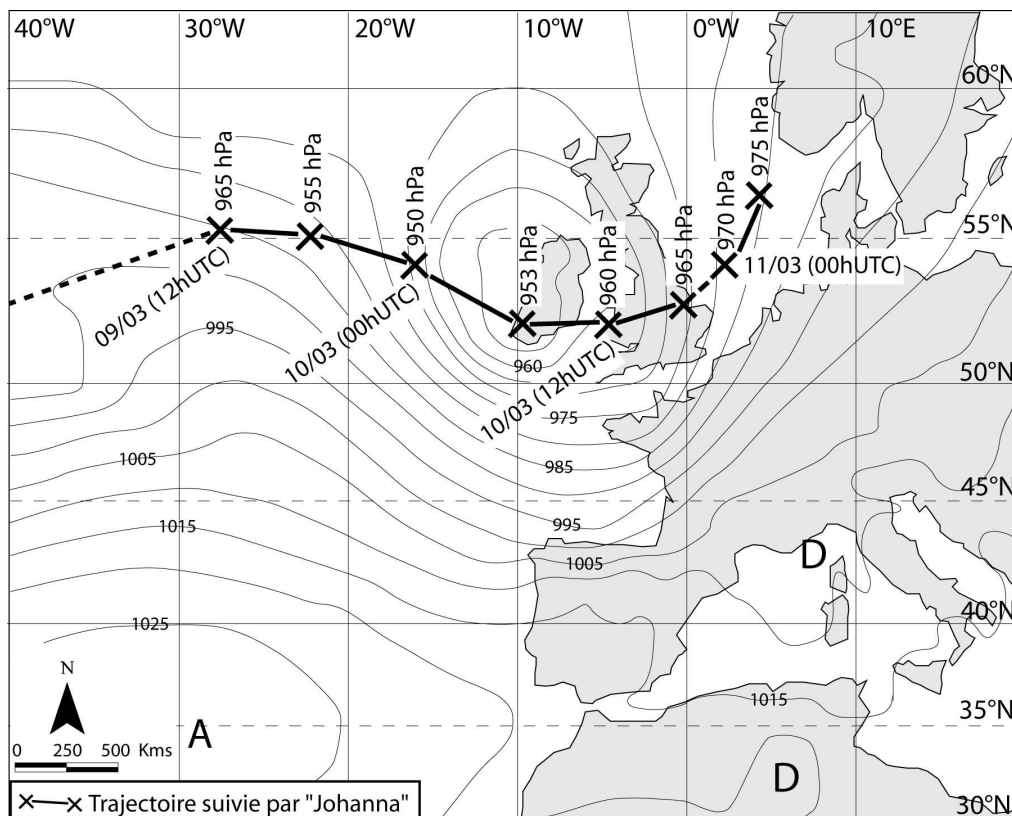 40°W
30°W
20°W
10°W
0°W
10°E
60°N
965 hPa
955 hPa
950 hPa
953 hPa
960 hPa
965 hPa
970 hPa
975 hPa
55°N
11/03 (00hUTC)
09/03 (12hUTC)
10/03 (00hUTC)
10/03 (12hUTC)
995
960
50°N
975
1005
985
45°N
1015
995
1005
D
40°N
1025
N
1015
35°N
A
0 250 500 Kms
D
30°N
Trajectoire suivie par "Johanna"